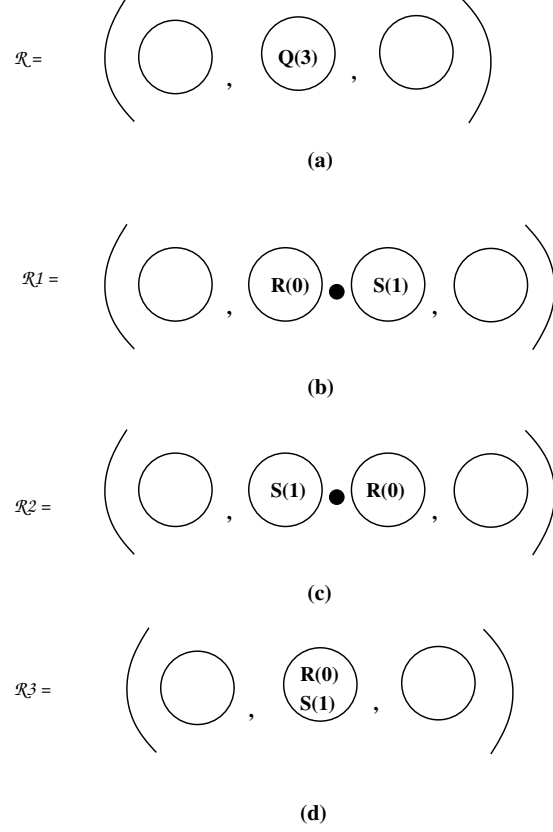 ℛ = ( , Q(3) , )
(a)
ℛ1 = ( , R(0) • S(1) , )
(b)
ℛ2 = ( , S(1) • R(0) , )
(c)
ℛ3 = ( , R(0) , )
S(1)
(d)